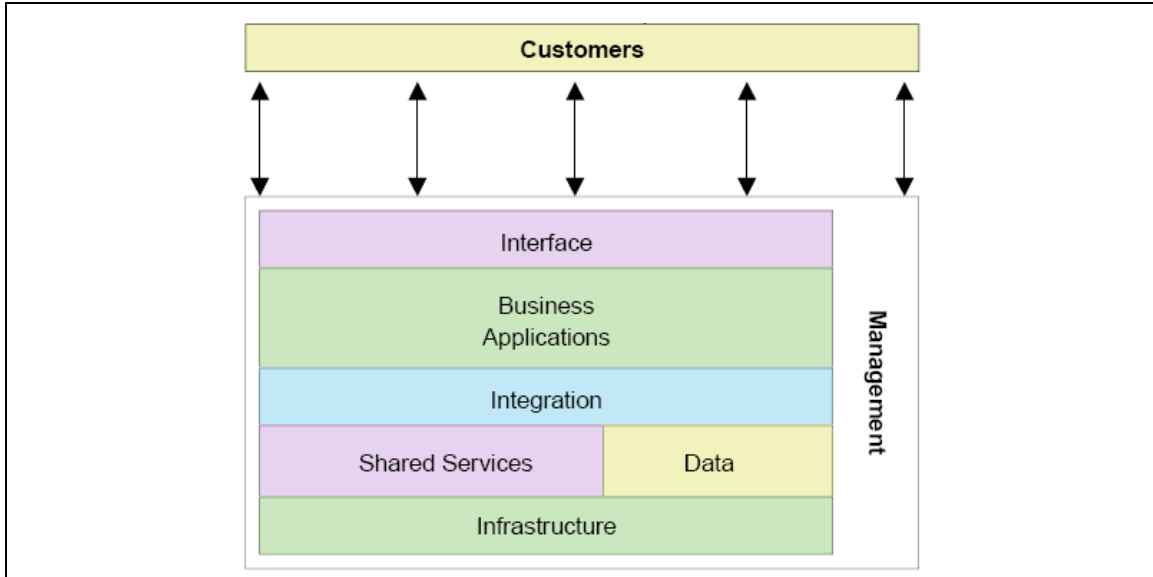 Customers
Interface
Business
Applications
Integration
Shared Services
Data
Infrastructure
Management